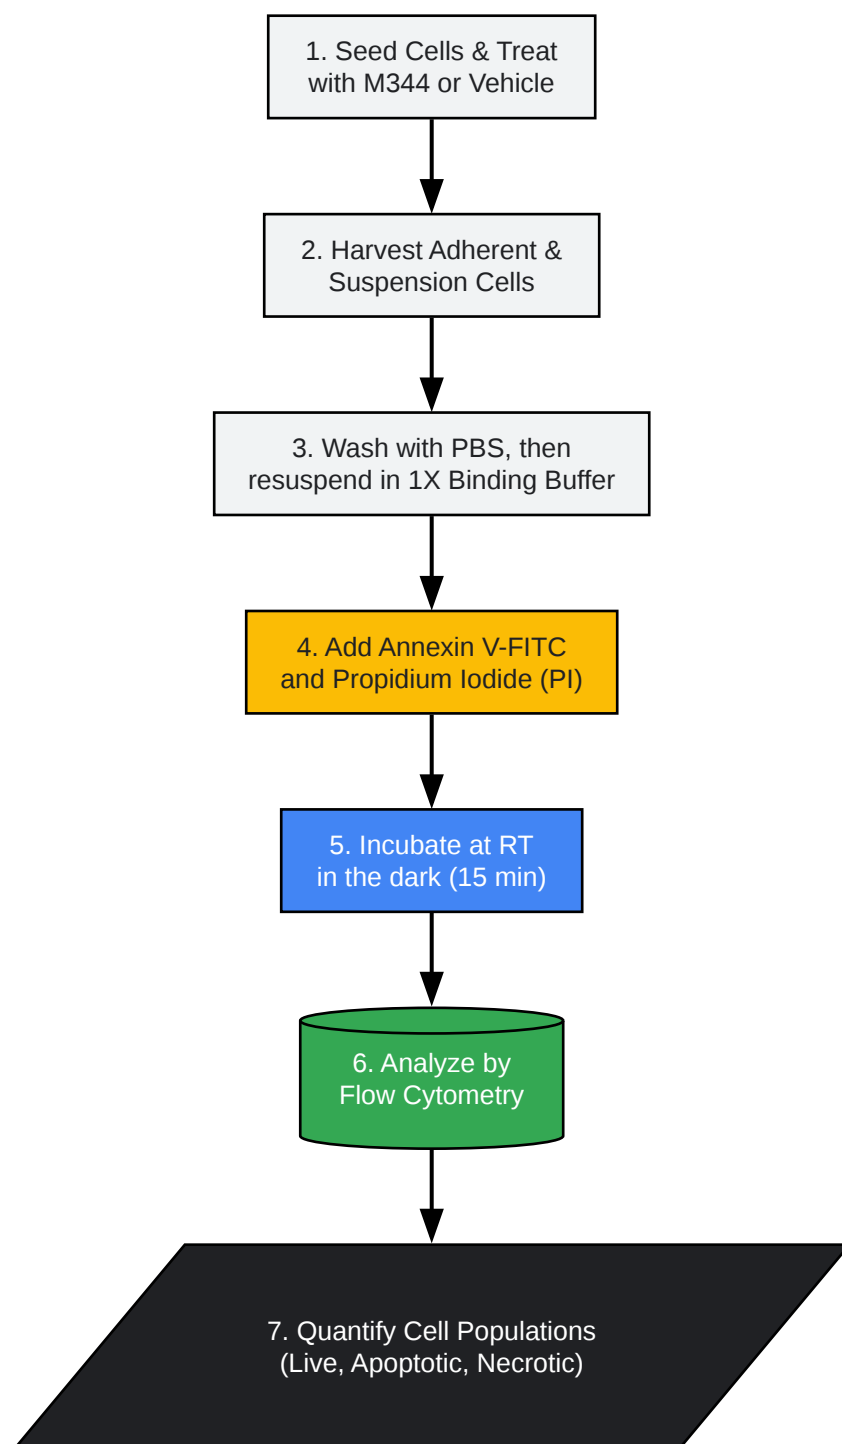 1. Seed Cells & Treat
with M344 or Vehicle
2. Harvest Adherent &
Suspension Cells
3. Wash with PBS, then
resuspend in 1X Binding Buffer
4. Add Annexin V-FITC
and Propidium Iodide (PI)
5. Incubate at RT
in the dark (15 min)
6. Analyze by
Flow Cytometry
7. Quantify Cell Populations
(Live, Apoptotic, Necrotic)